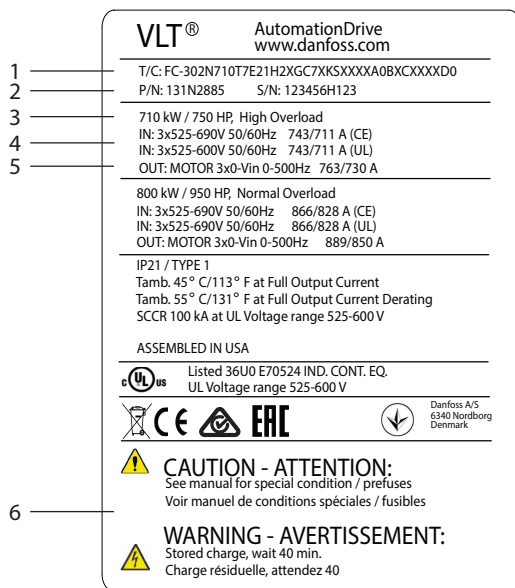 VLT® AutomationDrive
www.danfoss.com
1 T/C: FC-302N710T7E21H2XGC7XKSXXXXA0BXCXXXXD0
2 P/N: 131N2885 S/N: 123456H123
3 710 kW / 750 HP, High Overload
4 IN: 3x525-690V 50/60Hz 743/711 A (CE)
IN: 3x525-600V 50/60Hz 743/711 A (UL)
5 OUT: MOTOR 3x0-Vin 0-500Hz 763/730 A
800 kW / 950 HP, Normal Overload
IN: 3x525-690V 50/60Hz 866/828 A (CE)
IN: 3x525-690V 50/60Hz 866/828 A (UL)
OUT: MOTOR 3x0-Vin 0-500Hz 889/850 A
IP21 / TYPE 1
Tamb. 45° C/113° F at Full Output Current
Tamb. 55° C/131° F at Full Output Current Derating
SCCR 100 kA at UL Voltage range 525-600 V
ASSEMBLED IN USA
c UL us Listed 36U0 E70524 IND. CONT. EQ.
UL Voltage range 525-600 V
CE EAC
Danfoss A/S
6340 Nordborg
Denmark
CAUTION - ATTENTION:
See manual for special condition / prefuses
Voir manuel de conditions spéciales / fusibles
6
WARNING - AVERTISSEMENT:
Stored charge, wait 40 min.
Charge résiduelle, attendez 40